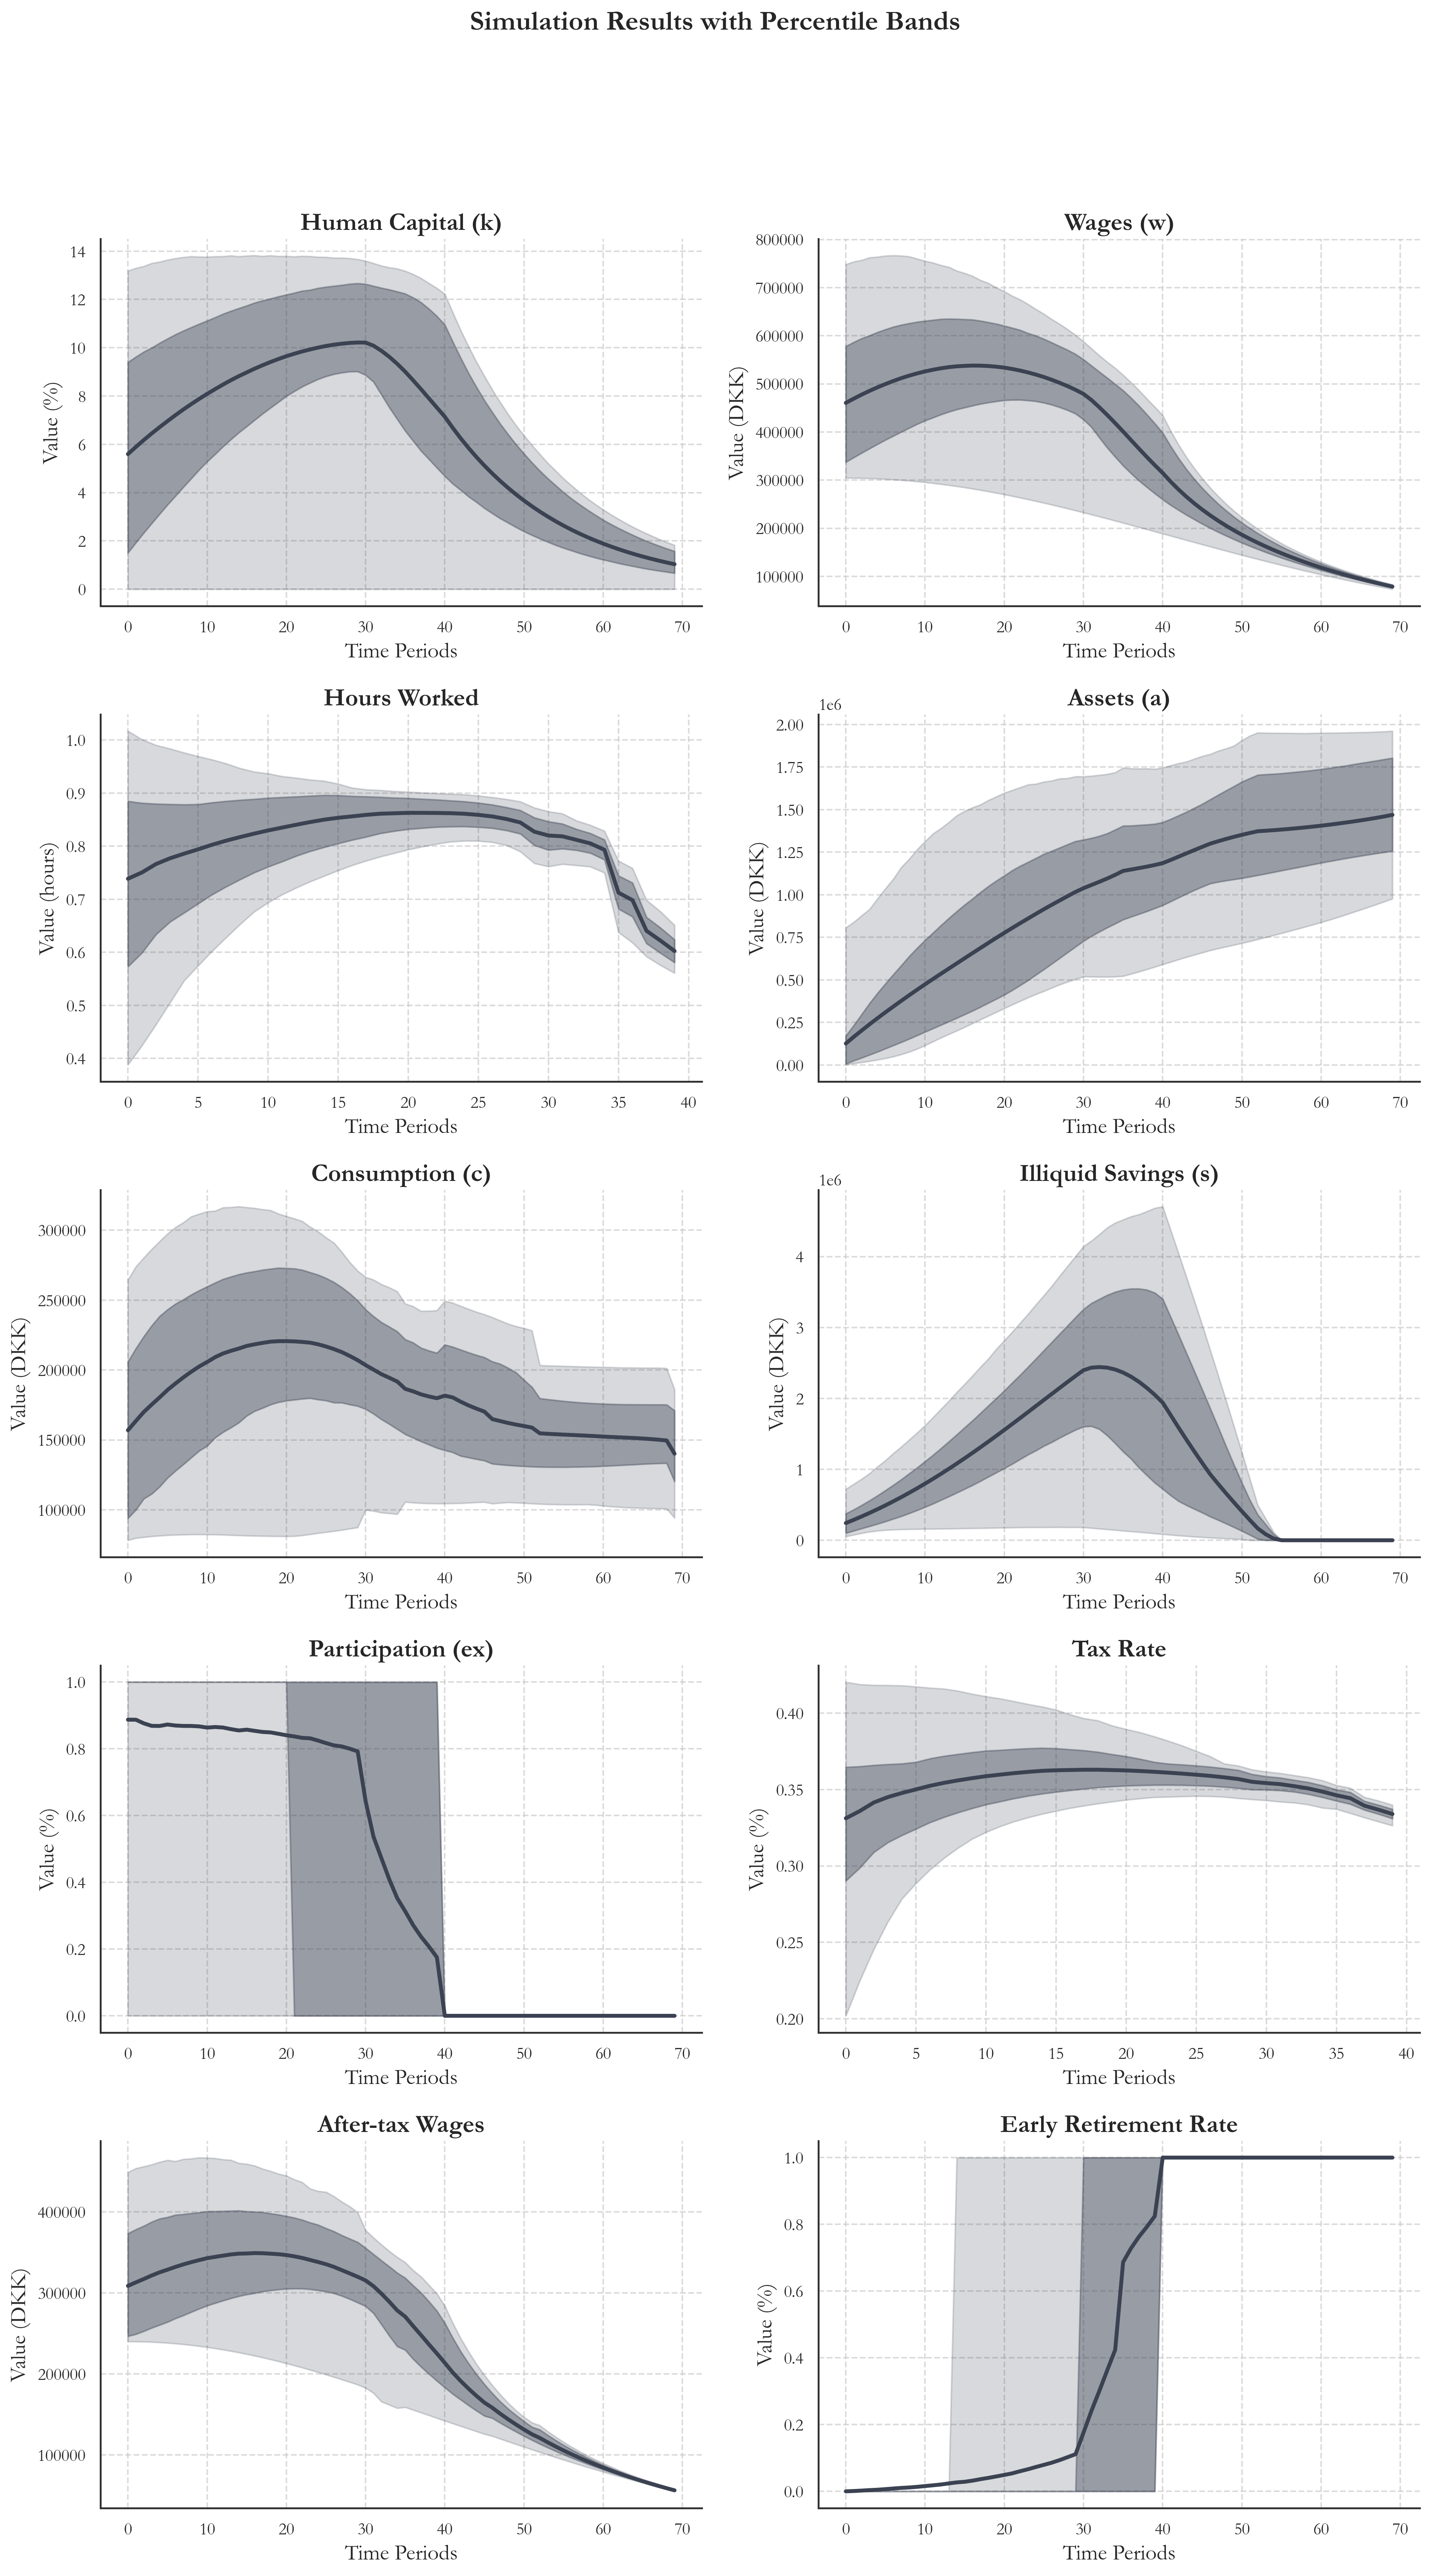 Simulation Results with Percentile Bands
Human Capital (k)
Value (%)
14
12
10
8
6
4
2
0
0 10 20 30 40 50 60 70
Time Periods
Wages (w)
Value (DKK)
800000
700000
600000
500000
400000
300000
200000
100000
0 10 20 30 40 50 60 70
Time Periods
Hours Worked
Value (hours)
1.0
0.9
0.8
0.7
0.6
0.5
0.4
0 5 10 15 20 25 30 35 40
Time Periods
Assets (a)
1e6
Value (DKK)
2.00
1.75
1.50
1.25
1.00
0.75
0.50
0.25
0.00
0 10 20 30 40 50 60 70
Time Periods
Consumption (c)
Value (DKK)
300000
250000
200000
150000
100000
0 10 20 30 40 50 60 70
Time Periods
Illiquid Savings (s)
1e6
Value (DKK)
4
3
2
1
0
0 10 20 30 40 50 60 70
Time Periods
Participation (ex)
Value (%)
1.0
0.8
0.6
0.4
0.2
0.0
0 10 20 30 40 50 60 70
Time Periods
Tax Rate
Value (%)
0.40
0.35
0.30
0.25
0.20
0 5 10 15 20 25 30 35 40
Time Periods
After-tax Wages
Value (DKK)
400000
300000
200000
100000
0 10 20 30 40 50 60 70
Time Periods
Early Retirement Rate
Value (%)
1.0
0.8
0.6
0.4
0.2
0.0
0 10 20 30 40 50 60 70
Time Periods